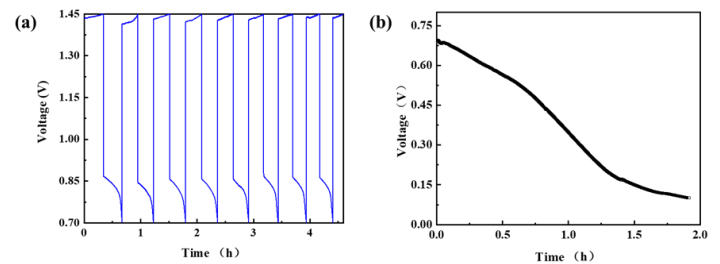 (a)
1.45
1.30
1.15
1.00
0.85
0.70
Voltage (V)
0 1 2 3 4
Time （h）
(b)
0.75
0.60
0.45
0.30
0.15
0.00
Voltage（V）
0.0 0.5 1.0 1.5 2.0
Time （h）